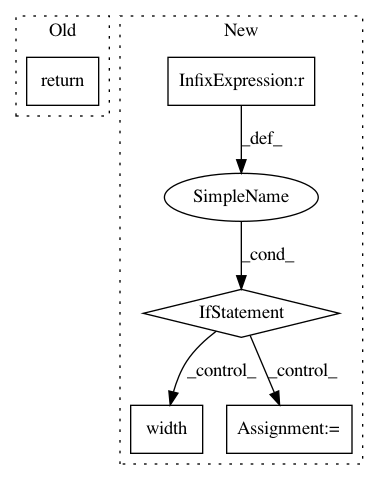 Old
New
return
InfixExpression:r
_def_
SimpleName
_cond_
IfStatement
_control_
_control_
width
Assignment:=